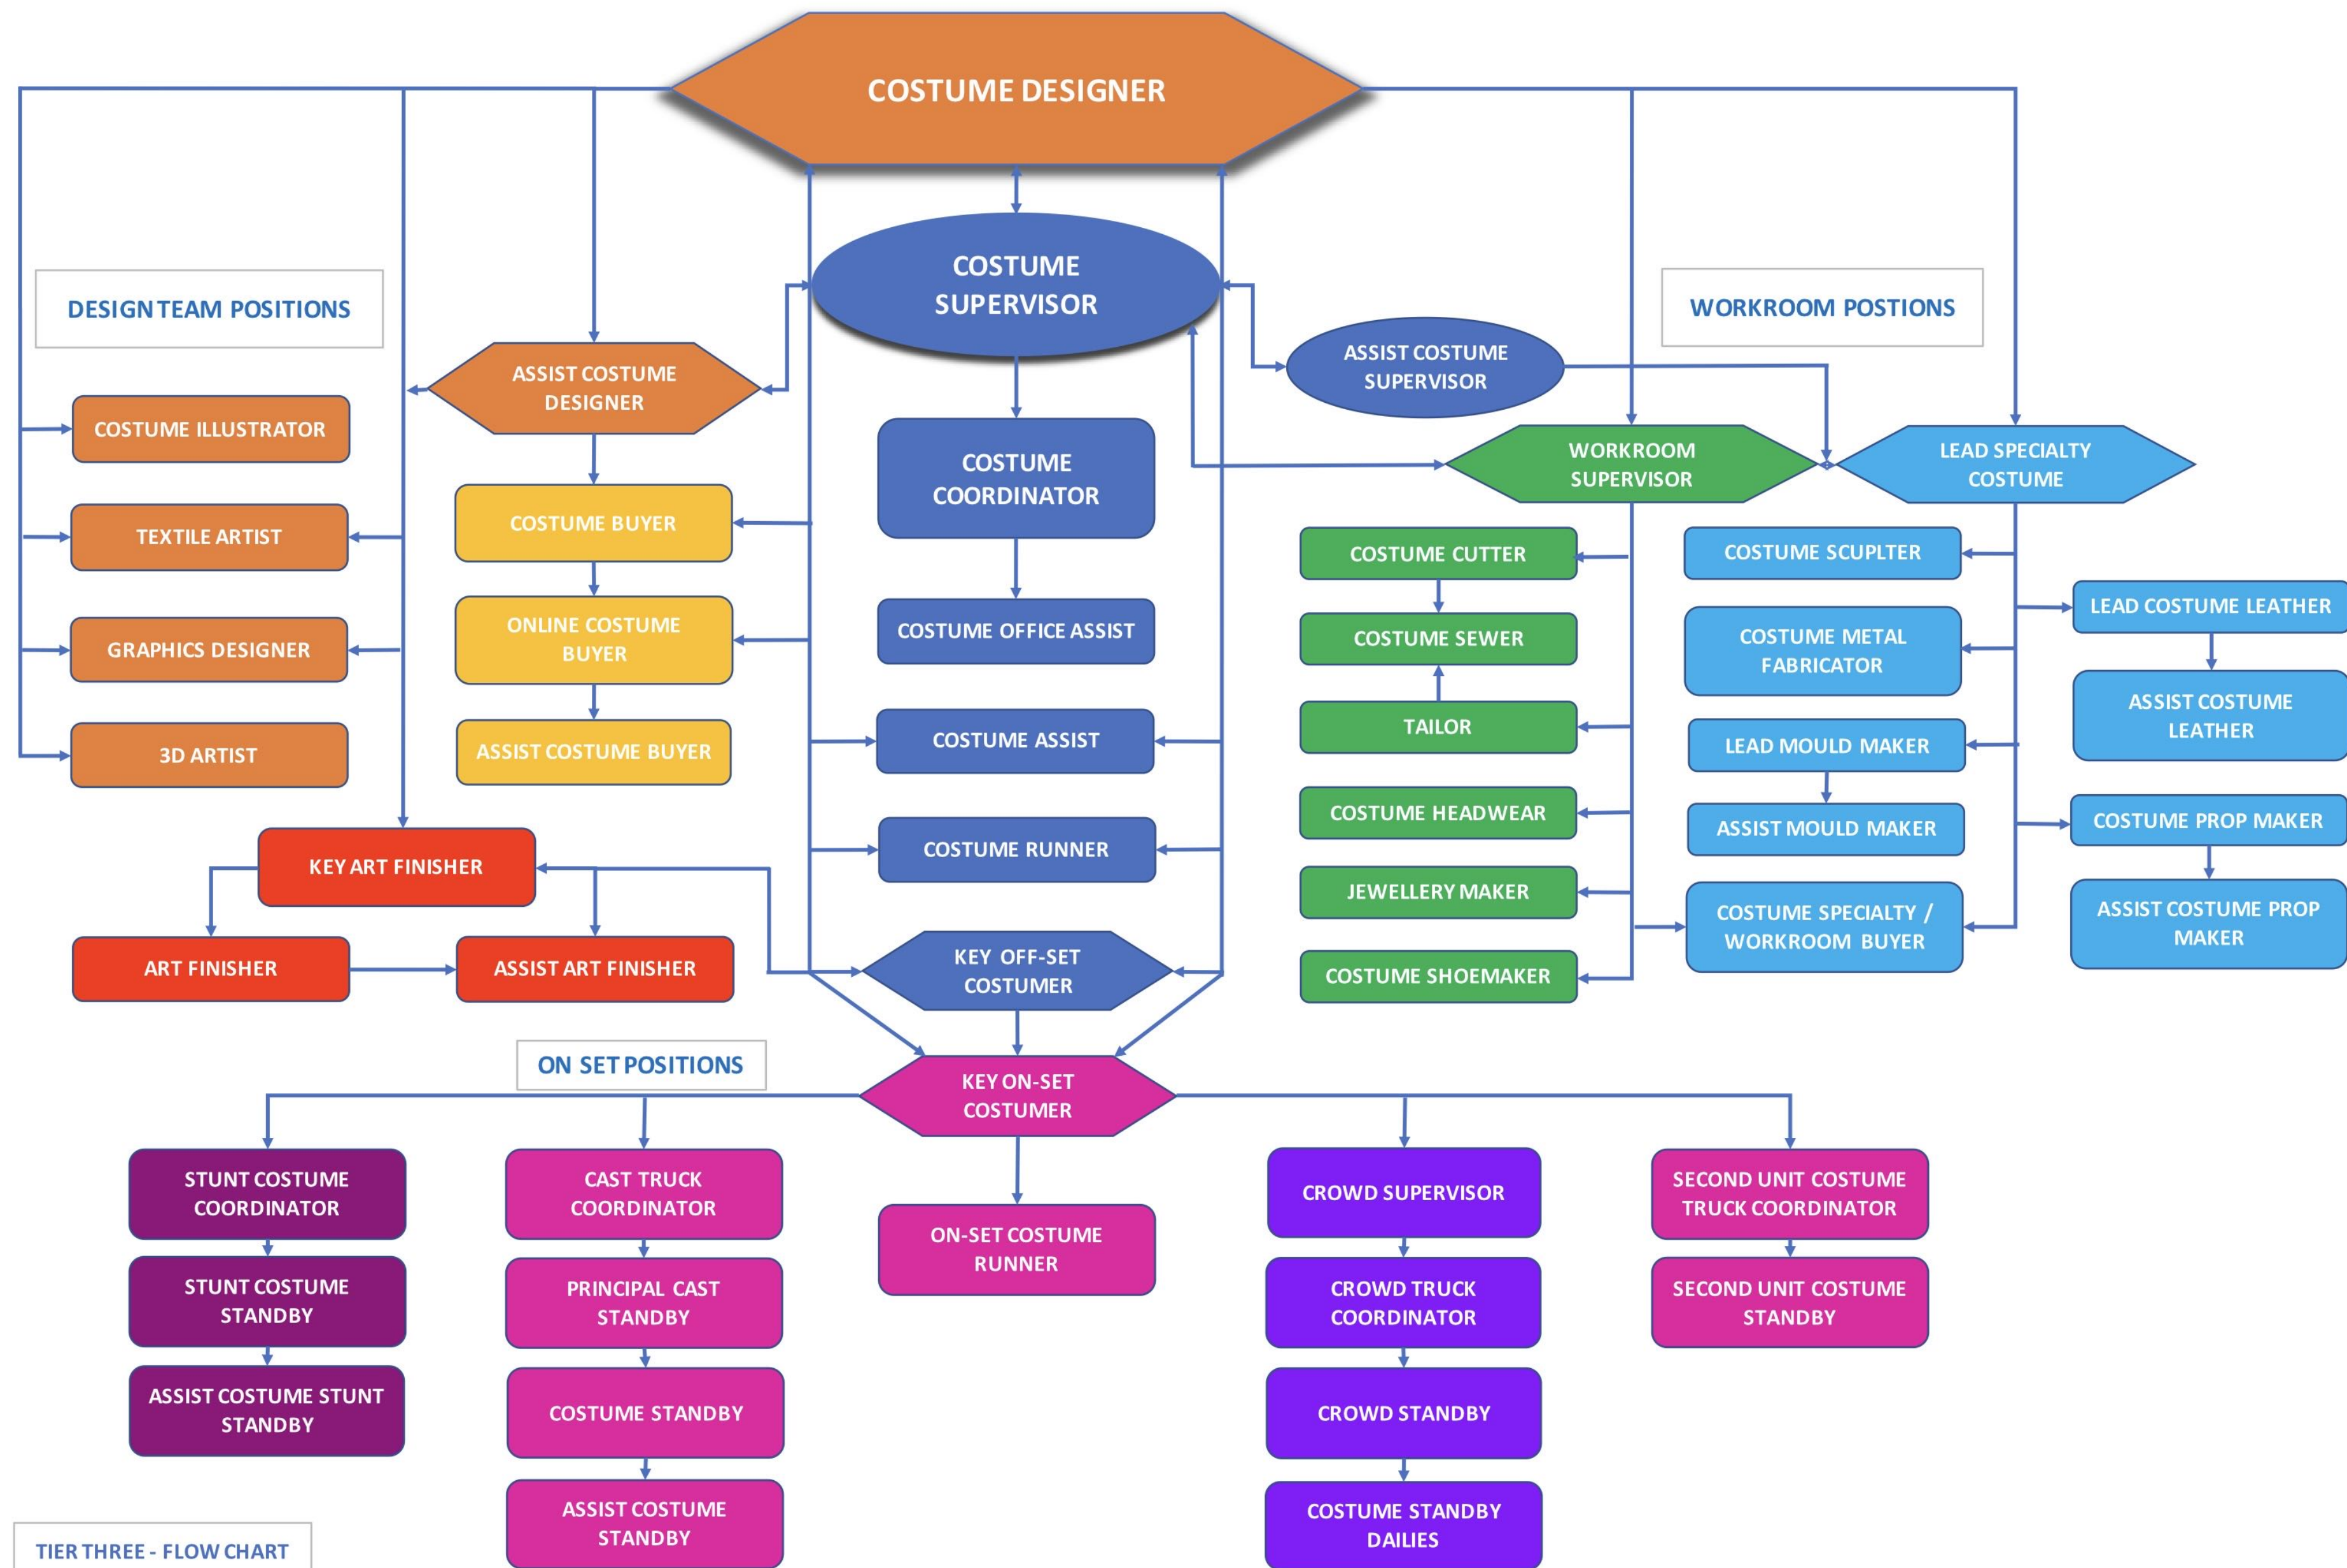 COSTUME DESIGNER
COSTUME
SUPERVISOR
DESIGN TEAM POSITIONS
WORKROOM POSTIONS
ASSIST COSTUME
DESIGNER
ASSIST COSTUME
SUPERVISOR
COSTUME ILLUSTRATOR
TEXTILE ARTIST
GRAPHICS DESIGNER
3D ARTIST
COSTUME BUYER
ONLINE COSTUME
BUYER
ASSIST COSTUME BUYER
COSTUME
COORDINATOR
COSTUME OFFICE ASSIST
COSTUME ASSIST
COSTUME RUNNER
WORKROOM
SUPERVISOR
LEAD SPECIALTY
COSTUME
COSTUME CUTTER
COSTUME SEWER
TAILOR
COSTUME HEADWEAR
JEWELLERY MAKER
COSTUME SHOEMAKER
COSTUME SCUPLTER
COSTUME METAL
FABRICATOR
LEAD MOULD MAKER
ASSIST MOULD MAKER
COSTUME SPECIALTY /
WORKROOM BUYER
LEAD COSTUME LEATHER
ASSIST COSTUME
LEATHER
COSTUME PROP MAKER
ASSIST COSTUME PROP
MAKER
KEY ART FINISHER
ART FINISHER
ASSIST ART FINISHER
KEY OFF-SET
COSTUMER
ON SET POSITIONS
KEY ON-SET
COSTUMER
STUNT COSTUME
COORDINATOR
STUNT COSTUME
STANDBY
ASSIST COSTUME STUNT
STANDBY
CAST TRUCK
COORDINATOR
PRINCIPAL CAST
STANDBY
COSTUME STANDBY
ASSIST COSTUME
STANDBY
ON-SET COSTUME
RUNNER
CROWD SUPERVISOR
CROWD TRUCK
COORDINATOR
CROWD STANDBY
COSTUME STANDBY
DAILIES
SECOND UNIT COSTUME
TRUCK COORDINATOR
SECOND UNIT COSTUME
STANDBY
TIER THREE - FLOW CHART